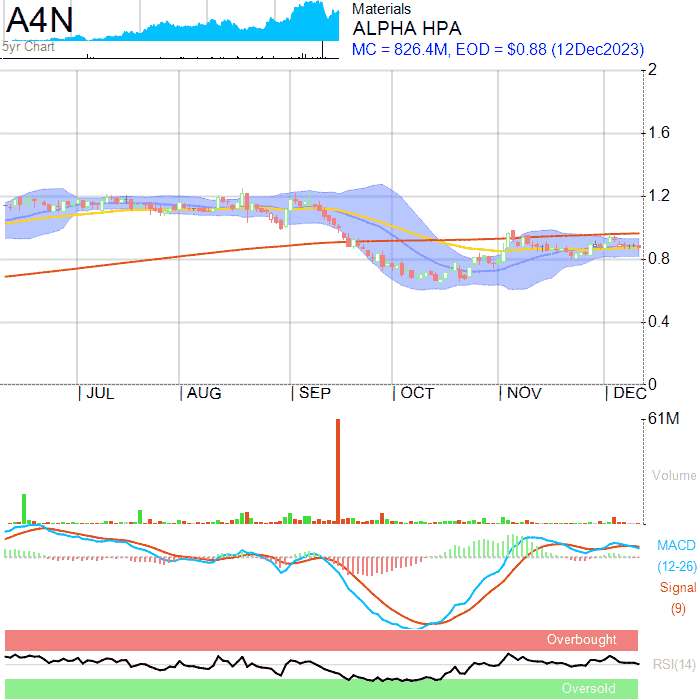 A4N
5yr Chart
Materials
ALPHA HPA
MC = 826.4M, EOD = $0.88 (12Dec2023)
2
1.6
1.2
0.8
0.4
0
| JUL | AUG | SEP | OCT | NOV | DEC
61M
Volume
MACD
(12-26)
Signal
(9)
Overbought
RSI(14)
Oversold